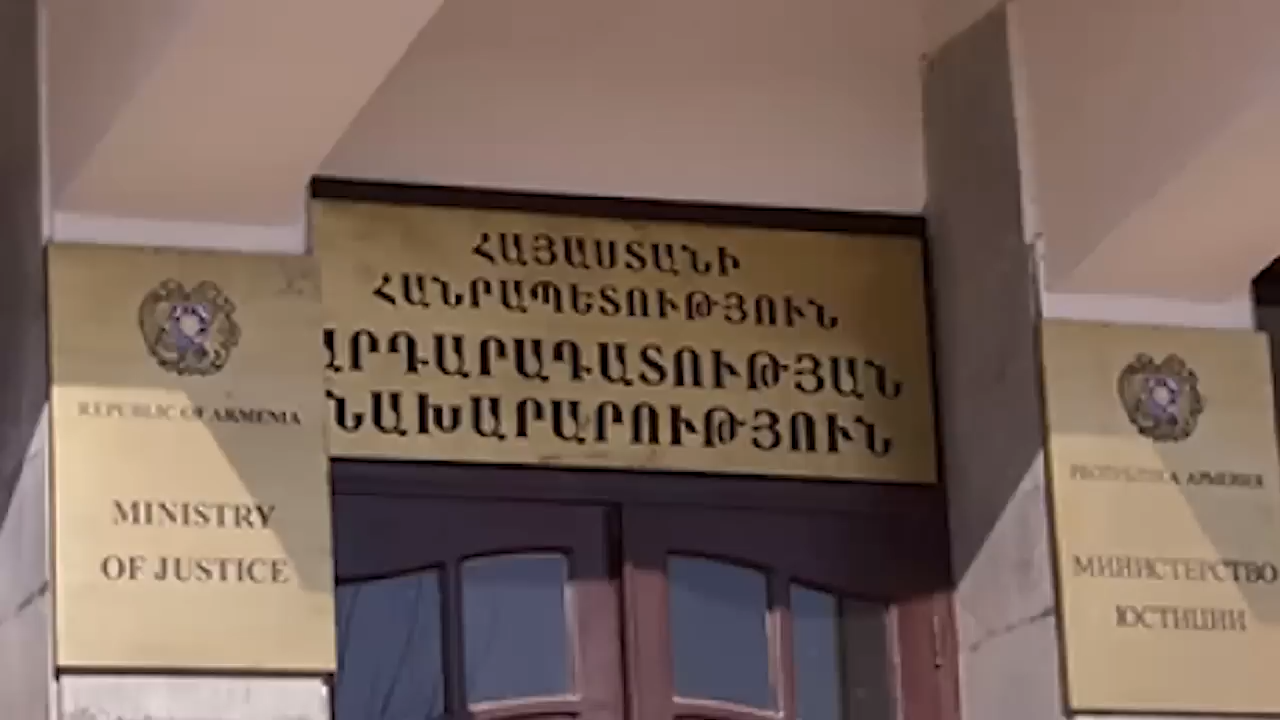 REPUBLIC OF ARMENIA
MINISTRY
OF JUSTICE
ՀԱՅԱՍՏԱՆԻ
ՀԱՆՐԱՊԵՏՈՒԹՅՈՒՆ
ԱՐԴԱՐԱԴԱՏՈՒԹՅԱՆ
ՆԱԽԱՐԱՐՈՒԹՅՈՒՆ
РЕСПУБЛИКА АРМЕНИЯ
МИНИСТЕРСТВО
ЮСТИЦИИ